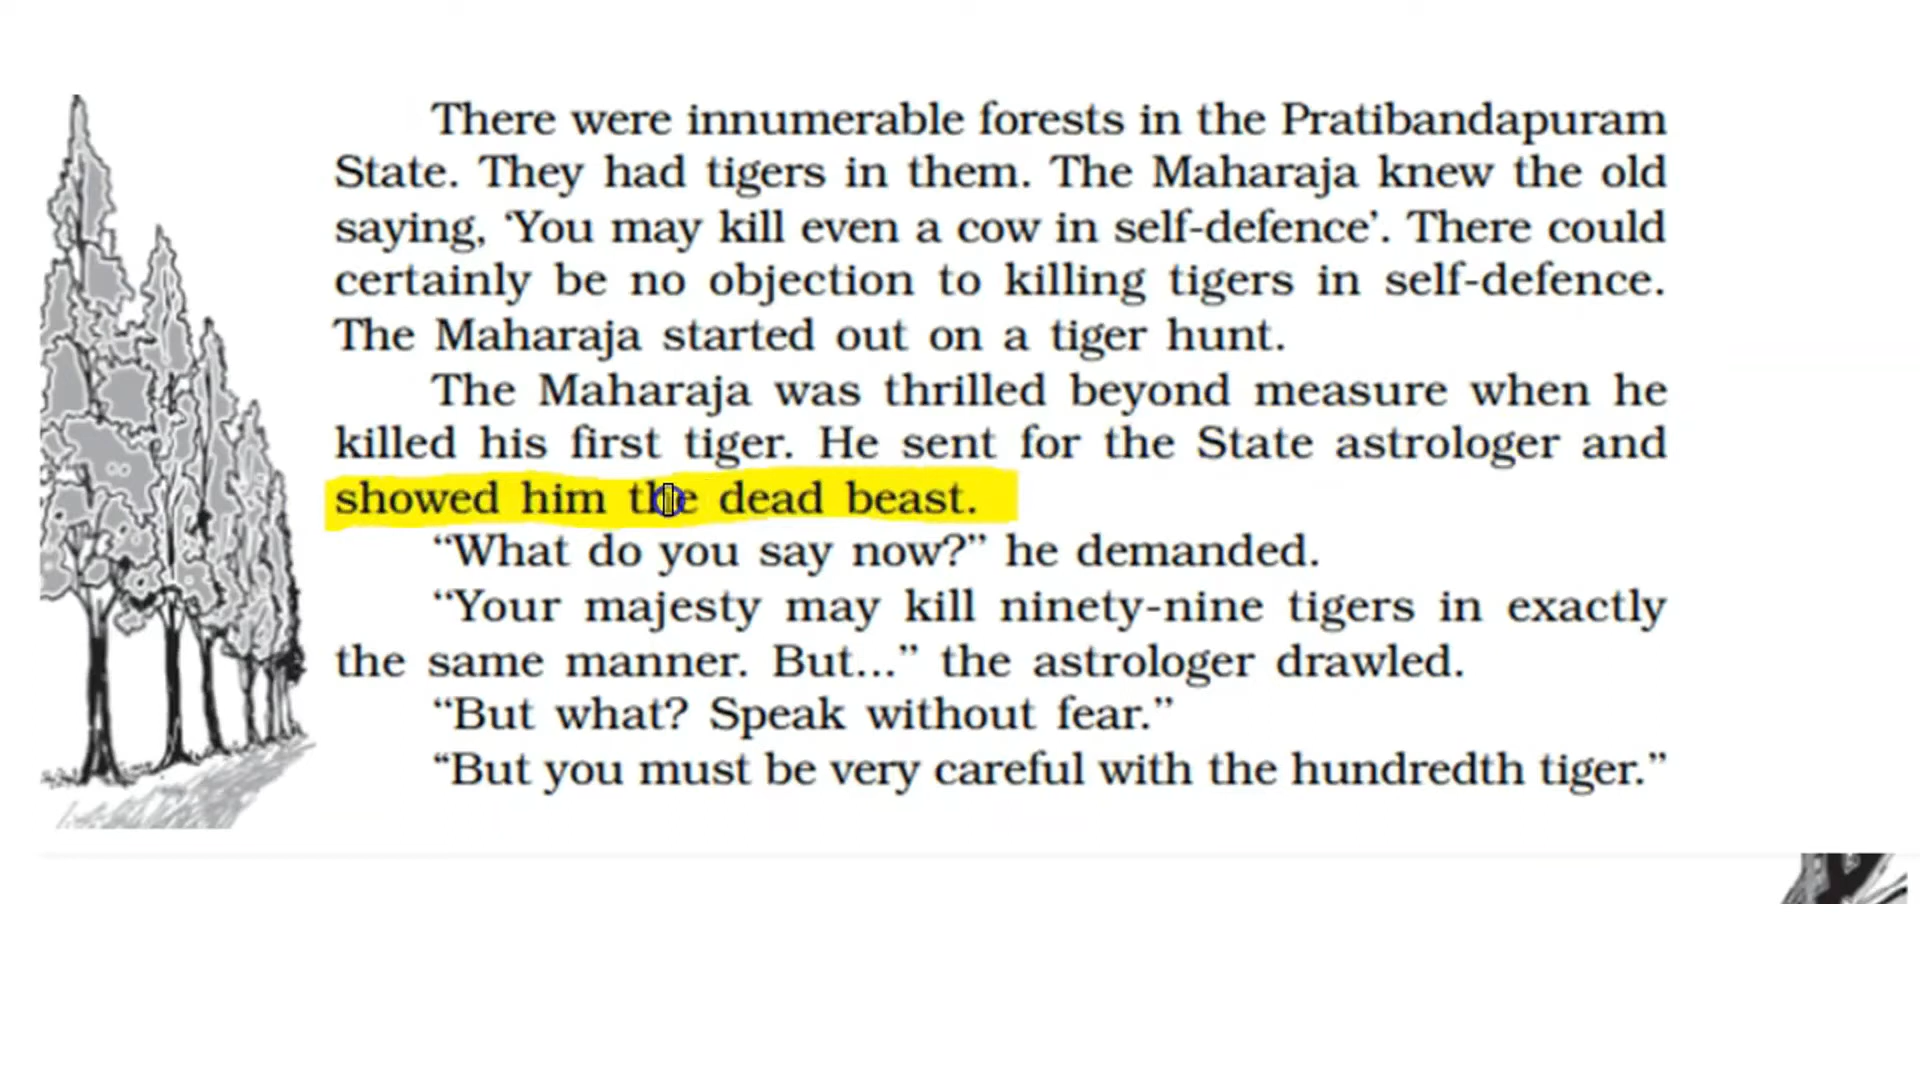 There were innumerable forests in the Pratibandapuram
State. They had tigers in them. The Maharaja knew the old
saying, ‘You may kill even a cow in self-defence’. There could
certainly be no objection to killing tigers in self-defence.
The Maharaja started out on a tiger hunt.
The Maharaja was thrilled beyond measure when he
killed his first tiger. He sent for the State astrologer and
showed him the dead beast.
“What do you say now?” he demanded.
“Your majesty may kill ninety-nine tigers in exactly
the same manner. But...” the astrologer drawled.
“But what? Speak without fear.”
“But you must be very careful with the hundredth tiger.”